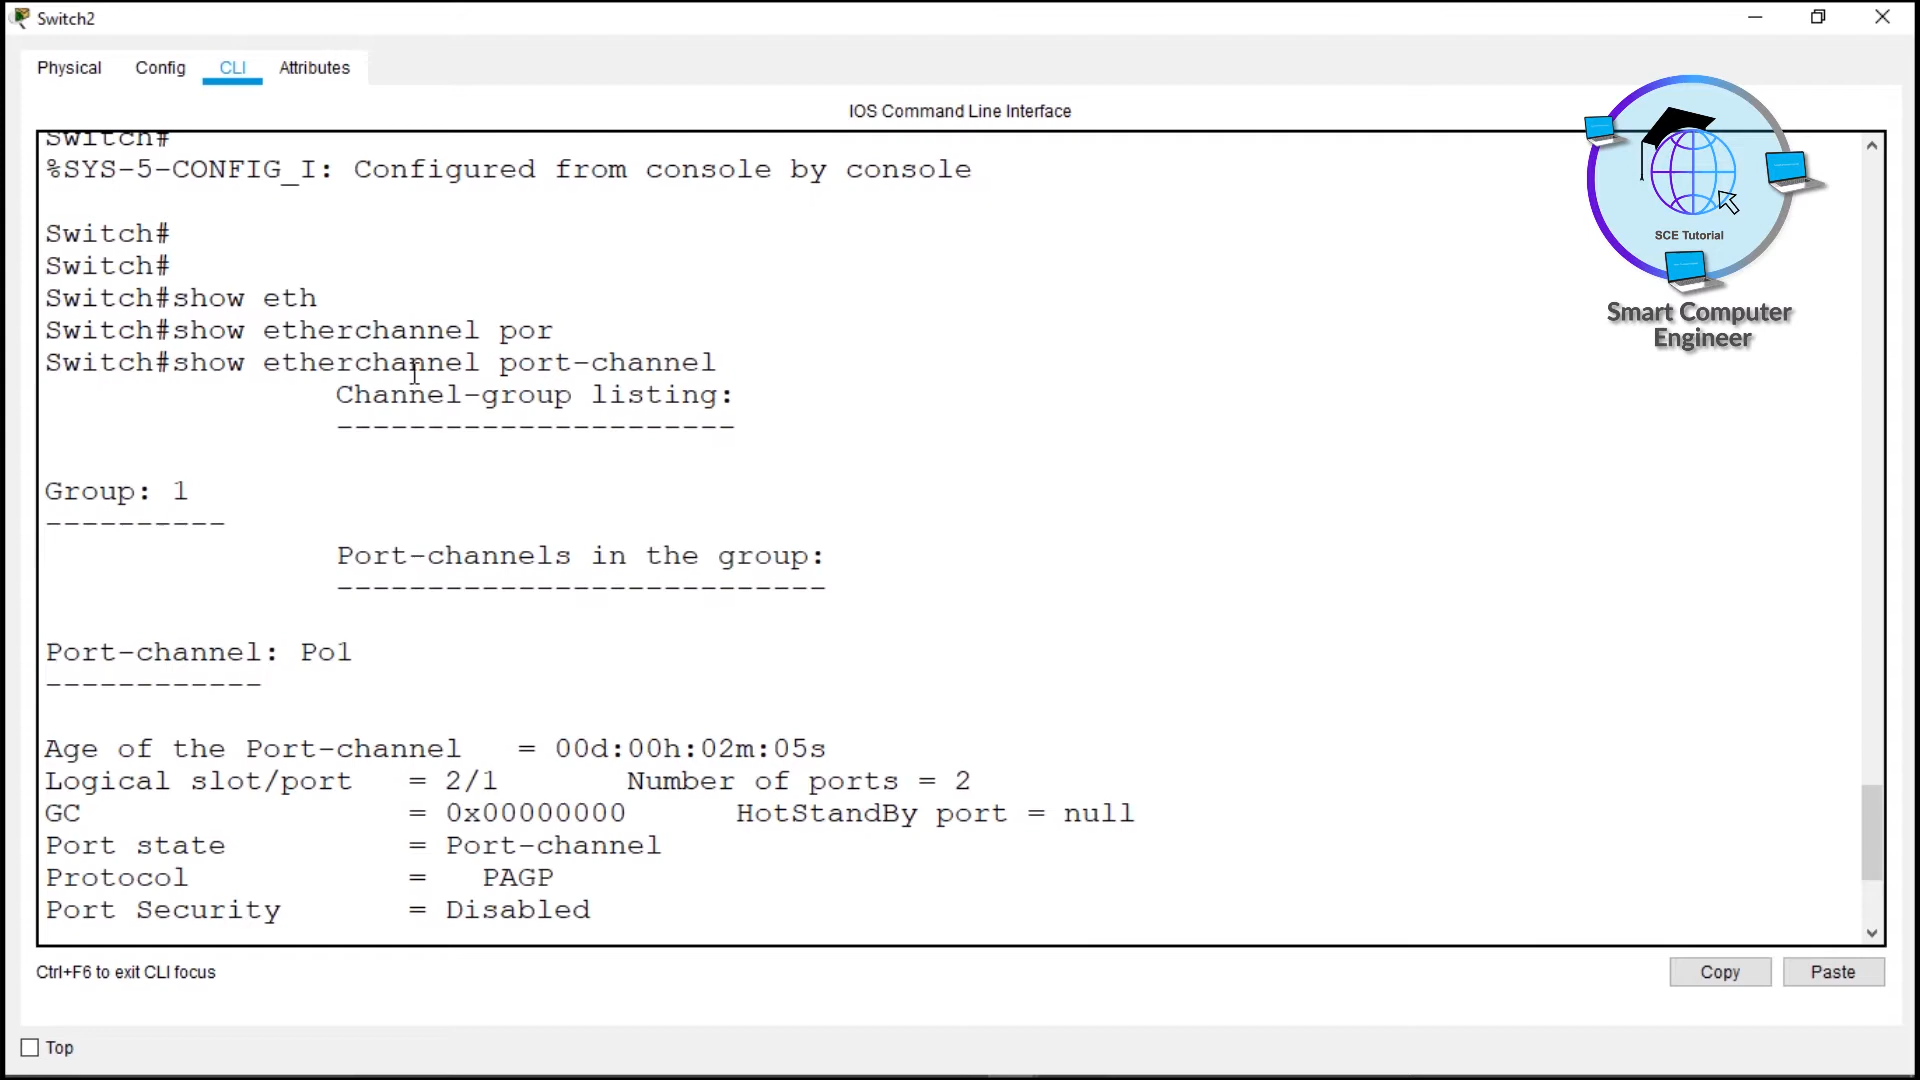 Switch2
Physical Config CLI Attributes
IOS Command Line Interface
Switch#
%SYS-5-CONFIG_I: Configured from console by console
Switch#
Switch#
Switch#show eth
Switch#show etherchannel por
Switch#show etherchannel port-channel
Channel-group listing:
----------------------
Group: 1
----------
Port-channels in the group:
---------------------------
Port-channel: Po1
------------
Age of the Port-channel = 00d:00h:02m:05s
Logical slot/port = 2/1 Number of ports = 2
GC = 0x00000000 HotStandBy port = null
Port state = Port-channel
Protocol = PAGP
Port Security = Disabled
Ctrl+F6 to exit CLI focus
Copy Paste
Top
SCE Tutorial
Smart Computer
Engineer